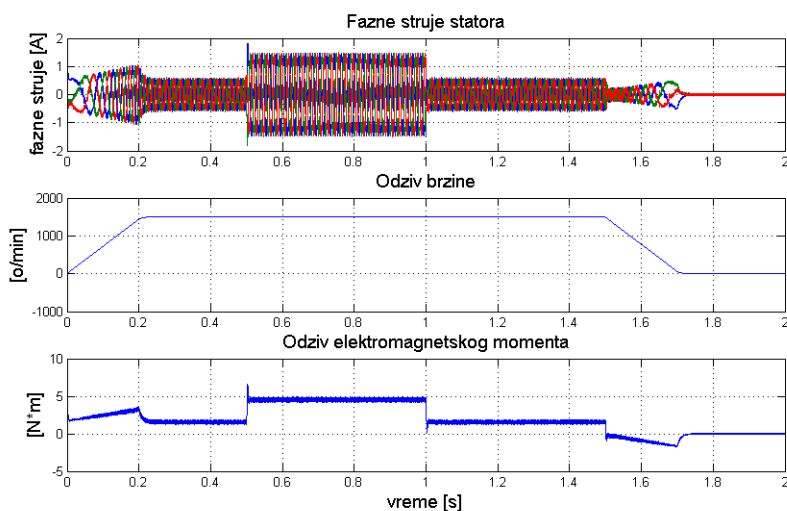 Fazne struje statora
fazne struje [A]
2
1
0
-1
-2
0 0.2 0.4 0.6 0.8 1 1.2 1.4 1.6 1.8 2
Odziv brzine
[o/min]
2000
1000
0
-1000
0 0.2 0.4 0.6 0.8 1 1.2 1.4 1.6 1.8 2
Odziv elektromagnetskog momenta
[N*m]
10
5
0
-5
0 0.2 0.4 0.6 0.8 1 1.2 1.4 1.6 1.8 2
vreme [s]